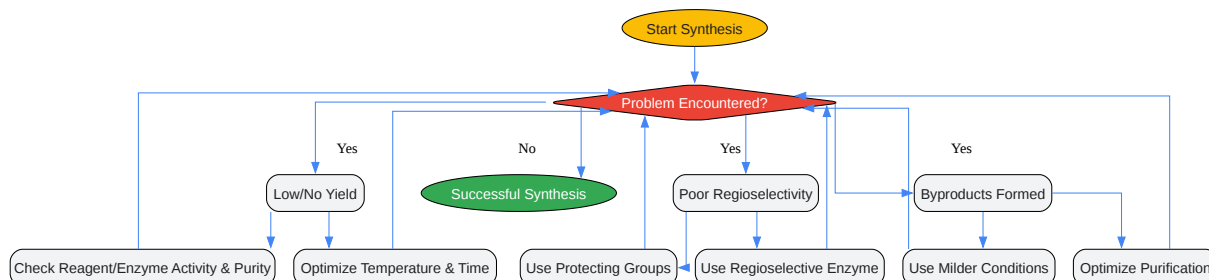 Start Synthesis
Problem Encountered?
Yes
No
Yes
Yes
Low/No Yield
Successful Synthesis
Poor Regioselectivity
Byproducts Formed
Check Reagent/Enzyme Activity & Purity
Optimize Temperature & Time
Use Protecting Groups
Use Regioselective Enzyme
Use Milder Conditions
Optimize Purification